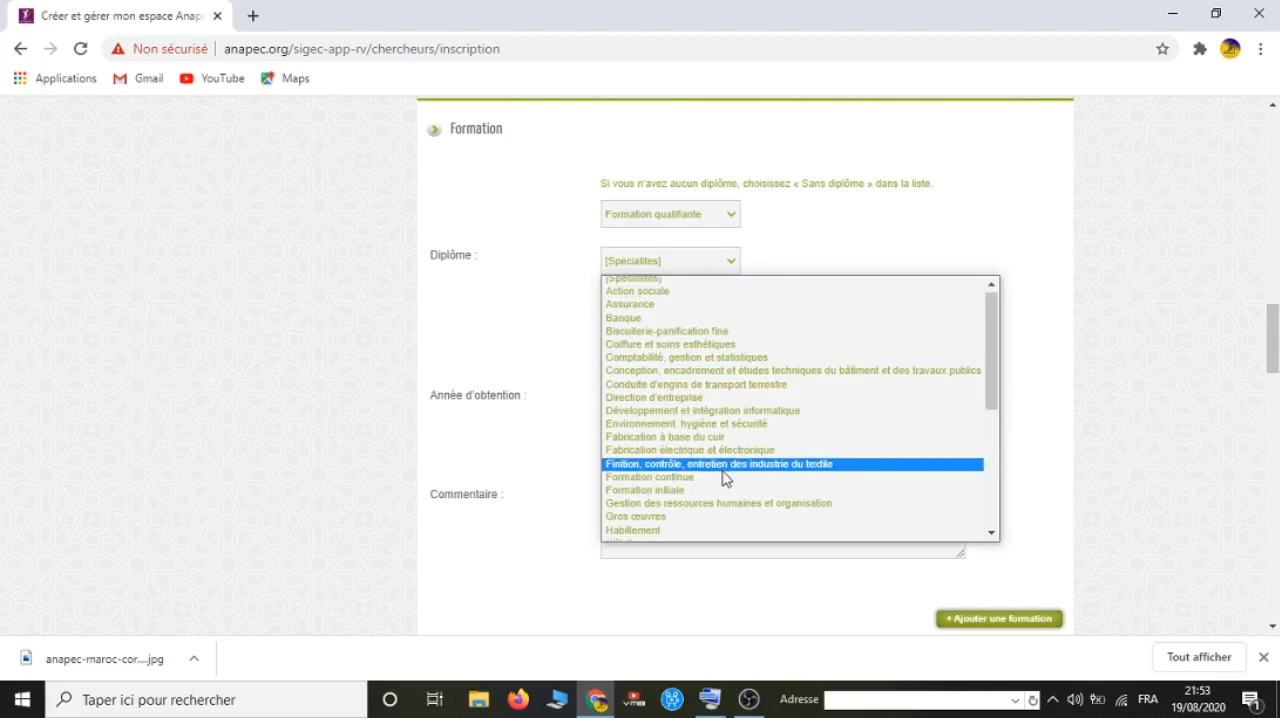 Créer et gérer mon espace Anap
Non sécurisé
anapec.org/sigec-app-rv/chercheurs/inscription
Applications
Gmail
YouTube
Maps
Formation
Si vous n'avez aucun diplôme, choisissez « Sans diplôme » dans la liste.
Formation qualifiante
Diplôme :
[Specialites]
[Specialites]
Action sociale
Assurance
Banque
Biscuiterie-panification fine
Coiffure et soins esthétiques
Comptabilité, gestion et statistiques
Conception, encadrement et études techniques du bâtiment et des travaux publics
Conduite d'engins de transport terrestre
Direction d'entreprise
Année d'obtention :
Développement et intégration informatique
Environnement, hygiène et sécurité
Fabrication à base du cuir
Fabrication électrique et électronique
Finition, contrôle, entretien des industrie du textile
Formation continue
Formation initiale
Commentaire :
Gestion des ressources humaines et organisation
Gros œuvres
Habillement
+ Ajouter une formation
anapec-maroc-cor....jpg
Tout afficher
Taper ici pour rechercher
Adresse
FRA
21:53
19/08/2020